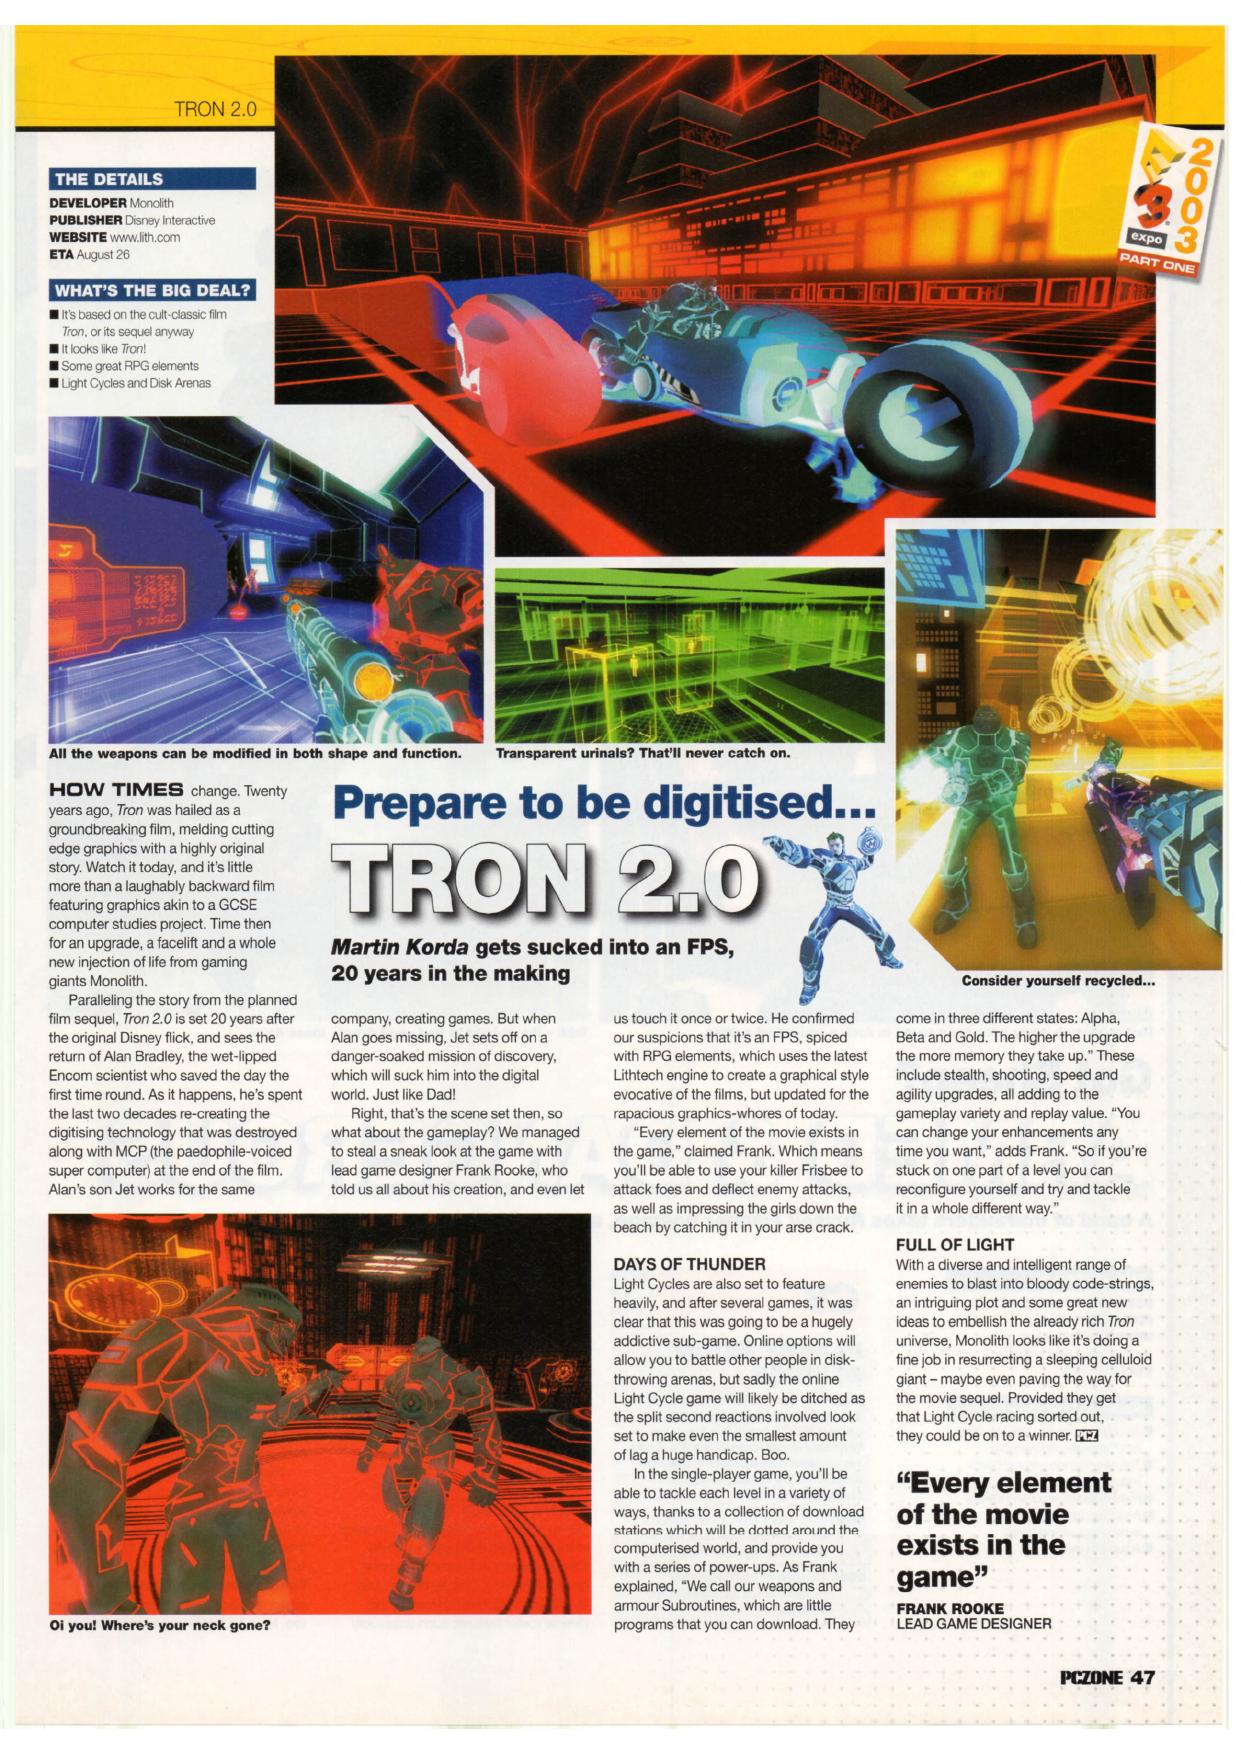 TRON 2.0
E3 expo 2003
PART ONE
THE DETAILS
DEVELOPER Monolith
PUBLISHER Disney Interactive
WEBSITE www.lith.com
ETA August 26
WHAT'S THE BIG DEAL?
■ It's based on the cult-classic film
Tron, or its sequel anyway
■ It looks like Tron!
■ Some great RPG elements
■ Light Cycles and Disk Arenas
All the weapons can be modified in both shape and function.
Transparent urinals? That'll never catch on.
Consider yourself recycled...
Prepare to be digitised...
TRON 2.0
Martin Korda gets sucked into an FPS,
20 years in the making
HOW TIMES change. Twenty
years ago, Tron was hailed as a
groundbreaking film, melding cutting
edge graphics with a highly original
story. Watch it today, and it's little
more than a laughably backward film
featuring graphics akin to a GCSE
computer studies project. Time then
for an upgrade, a facelift and a whole
new injection of life from gaming
giants Monolith.
Paralleling the story from the planned
film sequel, Tron 2.0 is set 20 years after
the original Disney flick, and sees the
return of Alan Bradley, the wet-lipped
Encom scientist who saved the day the
first time round. As it happens, he's spent
the last two decades re-creating the
digitising technology that was destroyed
along with MCP (the paedophile-voiced
super computer) at the end of the film.
Alan's son Jet works for the same
company, creating games. But when
Alan goes missing, Jet sets off on a
danger-soaked mission of discovery,
which will suck him into the digital
world. Just like Dad!
Right, that's the scene set then, so
what about the gameplay? We managed
to steal a sneak look at the game with
lead game designer Frank Rooke, who
told us all about his creation, and even let
us touch it once or twice. He confirmed
our suspicions that it's an FPS, spiced
with RPG elements, which uses the latest
Lithtech engine to create a graphical style
evocative of the films, but updated for the
rapacious graphics-whores of today.
"Every element of the movie exists in
the game," claimed Frank. Which means
you'll be able to use your killer Frisbee to
attack foes and deflect enemy attacks,
as well as impressing the girls down the
beach by catching it in your arse crack.
DAYS OF THUNDER
Light Cycles are also set to feature
heavily, and after several games, it was
clear that this was going to be a hugely
addictive sub-game. Online options will
allow you to battle other people in disk-
throwing arenas, but sadly the online
Light Cycle game will likely be ditched as
the split second reactions involved look
set to make even the smallest amount
of lag a huge handicap. Boo.
In the single-player game, you'll be
able to tackle each level in a variety of
ways, thanks to a collection of download
stations which will be dotted around the
computerised world, and provide you
with a series of power-ups. As Frank
explained, "We call our weapons and
armour Subroutines, which are little
programs that you can download. They
come in three different states: Alpha,
Beta and Gold. The higher the upgrade
the more memory they take up." These
include stealth, shooting, speed and
agility upgrades, all adding to the
gameplay variety and replay value. "You
can change your enhancements any
time you want," adds Frank. "So if you're
stuck on one part of a level you can
reconfigure yourself and try and tackle
it in a whole different way."
FULL OF LIGHT
With a diverse and intelligent range of
enemies to blast into bloody code-strings,
an intriguing plot and some great new
ideas to embellish the already rich Tron
universe, Monolith looks like it's doing a
fine job in resurrecting a sleeping celluloid
giant – maybe even paving the way for
the movie sequel. Provided they get
that Light Cycle racing sorted out,
they could be on to a winner. PCZ
"Every element
of the movie
exists in the
game"
FRANK ROOKE
LEAD GAME DESIGNER
Oi you! Where's your neck gone?
PCZONE 47